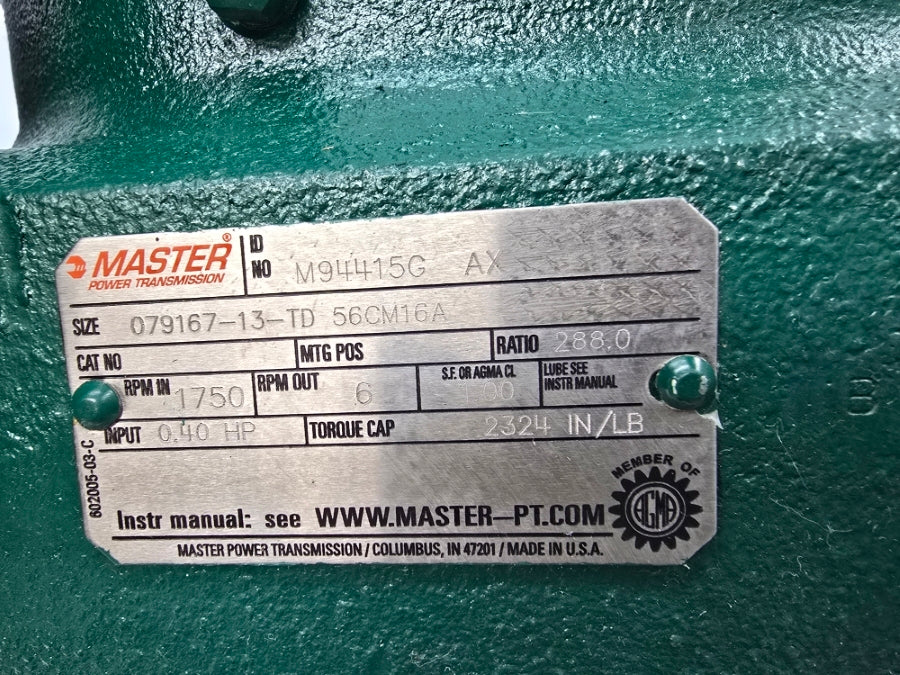 MASTER®
POWER TRANSMISSION
ID NO M94415G AX
SIZE 079167-13-TD 56CM16A
CAT NO MTG POS RATIO 288.0
RPM IN 1750 RPM OUT 6 S.F. OR AGMA CL 1.00 LUBE SEE INSTR MANUAL
INPUT 0.40 HP TORQUE CAP 2324 IN/LB
602005-03-C
Instr manual: see WWW.MASTER-PT.COM
MEMBER OF
AGMA
MASTER POWER TRANSMISSION / COLUMBUS, IN 47201 / MADE IN U.S.A.